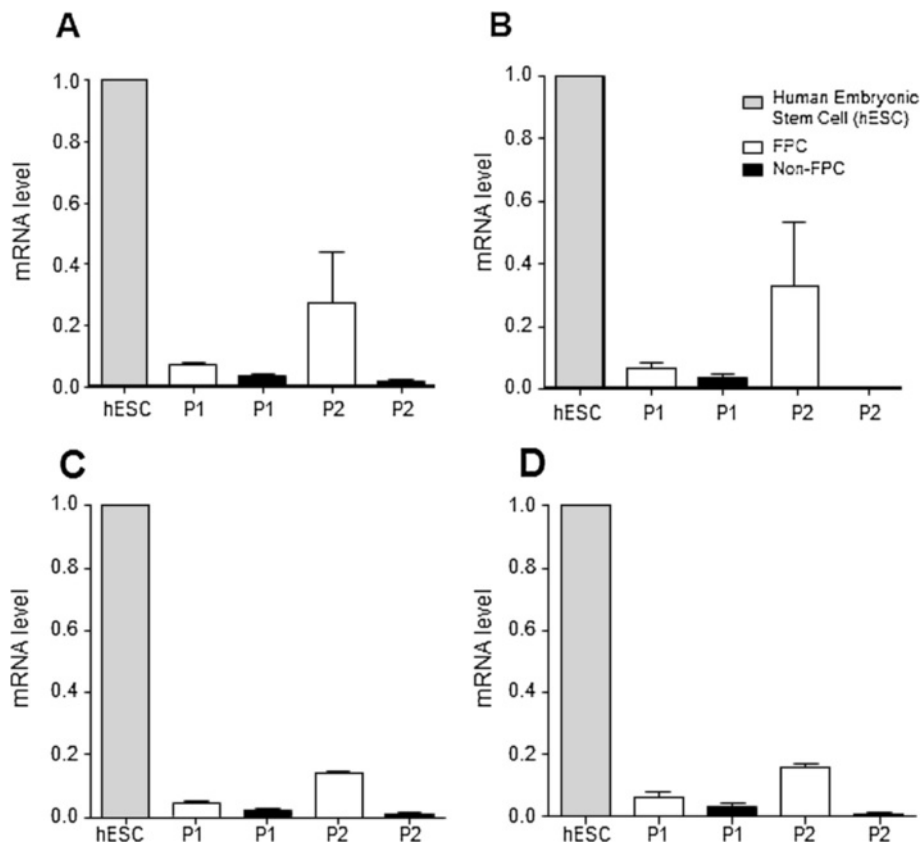 A
mRNA level
1.0
0.8
0.6
0.4
0.2
0.0
hESC P1 P1 P2 P2
B
mRNA level
1.0
0.8
0.6
0.4
0.2
0.0
hESC P1 P1 P2 P2
Human Embryonic
Stem Cell (hESC)
FPC
Non-FPC
C
mRNA level
1.0
0.8
0.6
0.4
0.2
0.0
hESC P1 P1 P2 P2
D
mRNA level
1.0
0.8
0.6
0.4
0.2
0.0
hESC P1 P1 P2 P2